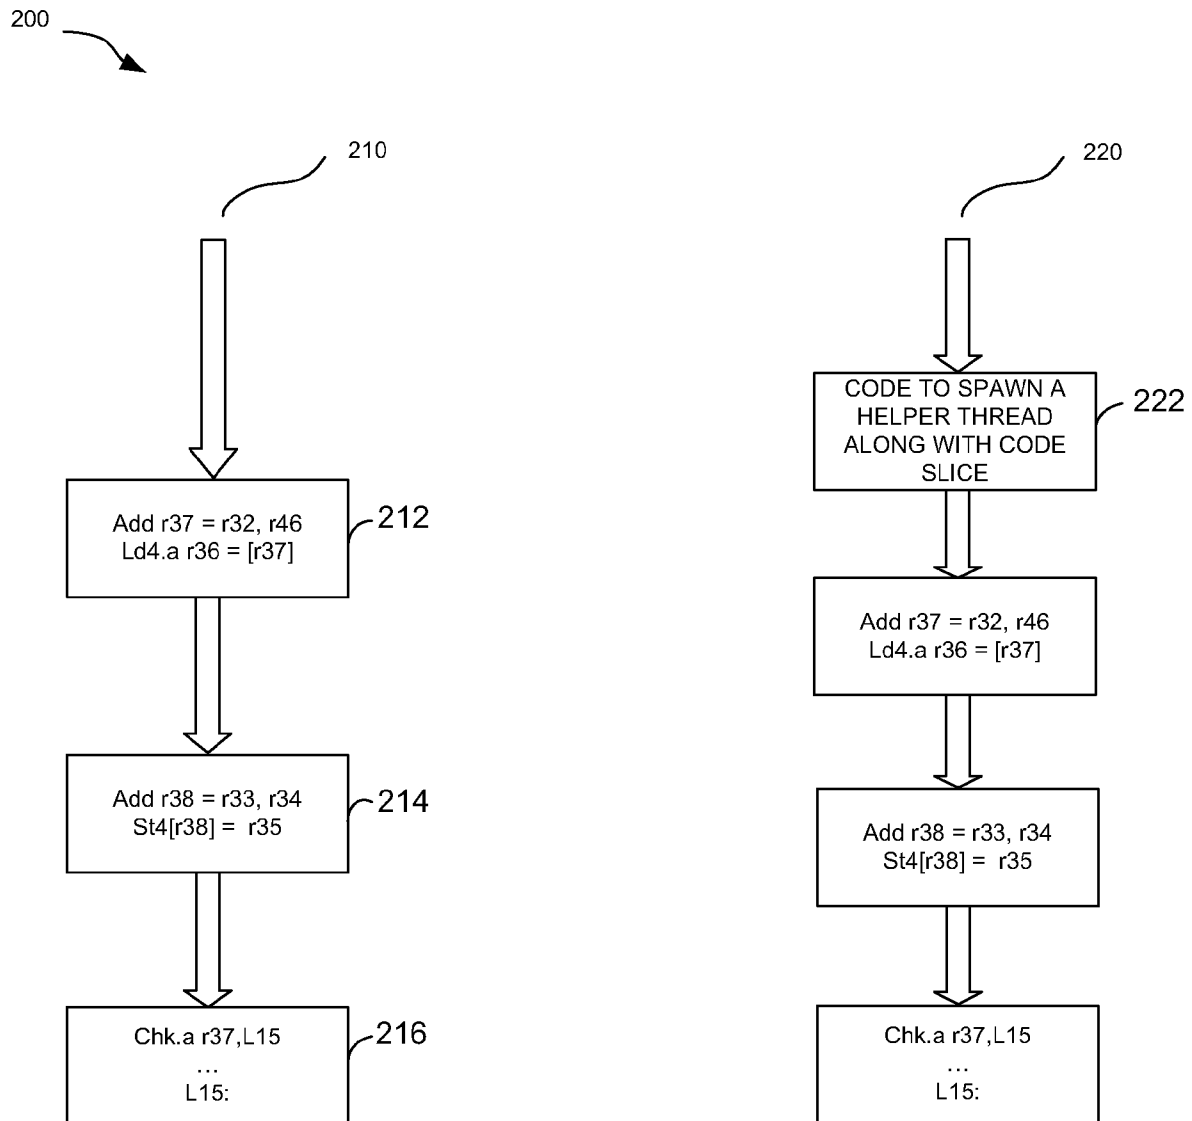 200
210
Add r37 = r32, r46
Ld4.a r36 = [r37]
212
Add r38 = r33, r34
St4[r38] = r35
214
Chk.a r37,L15
...
L15:
216
220
CODE TO SPAWN A
HELPER THREAD
ALONG WITH CODE
SLICE
222
Add r37 = r32, r46
Ld4.a r36 = [r37]
Add r38 = r33, r34
St4[r38] = r35
Chk.a r37,L15
...
L15: